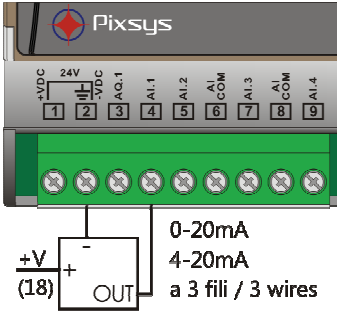 Pixsys
+VDC 24V -VDC AQ.1 AI.1 AI.2 AI COM AI.3 AI COM AI.4
1 2 3 4 5 6 7 8 9
0-20mA
4-20mA
a 3 fili / 3 wires
+V
(18)
-
+
OUT